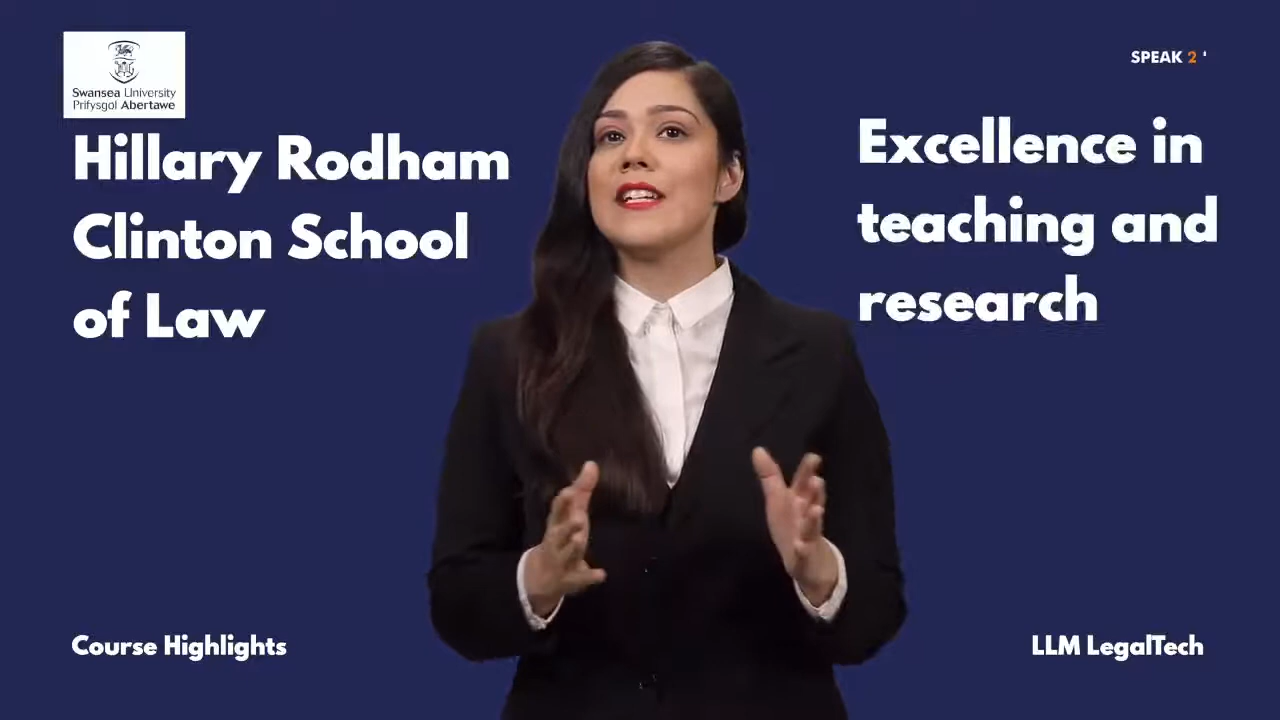 Swansea University
Prifysgol Abertawe
SPEAK 2
Hillary Rodham
Clinton School
of Law
Excellence in
teaching and
research
Course Highlights
LLM LegalTech